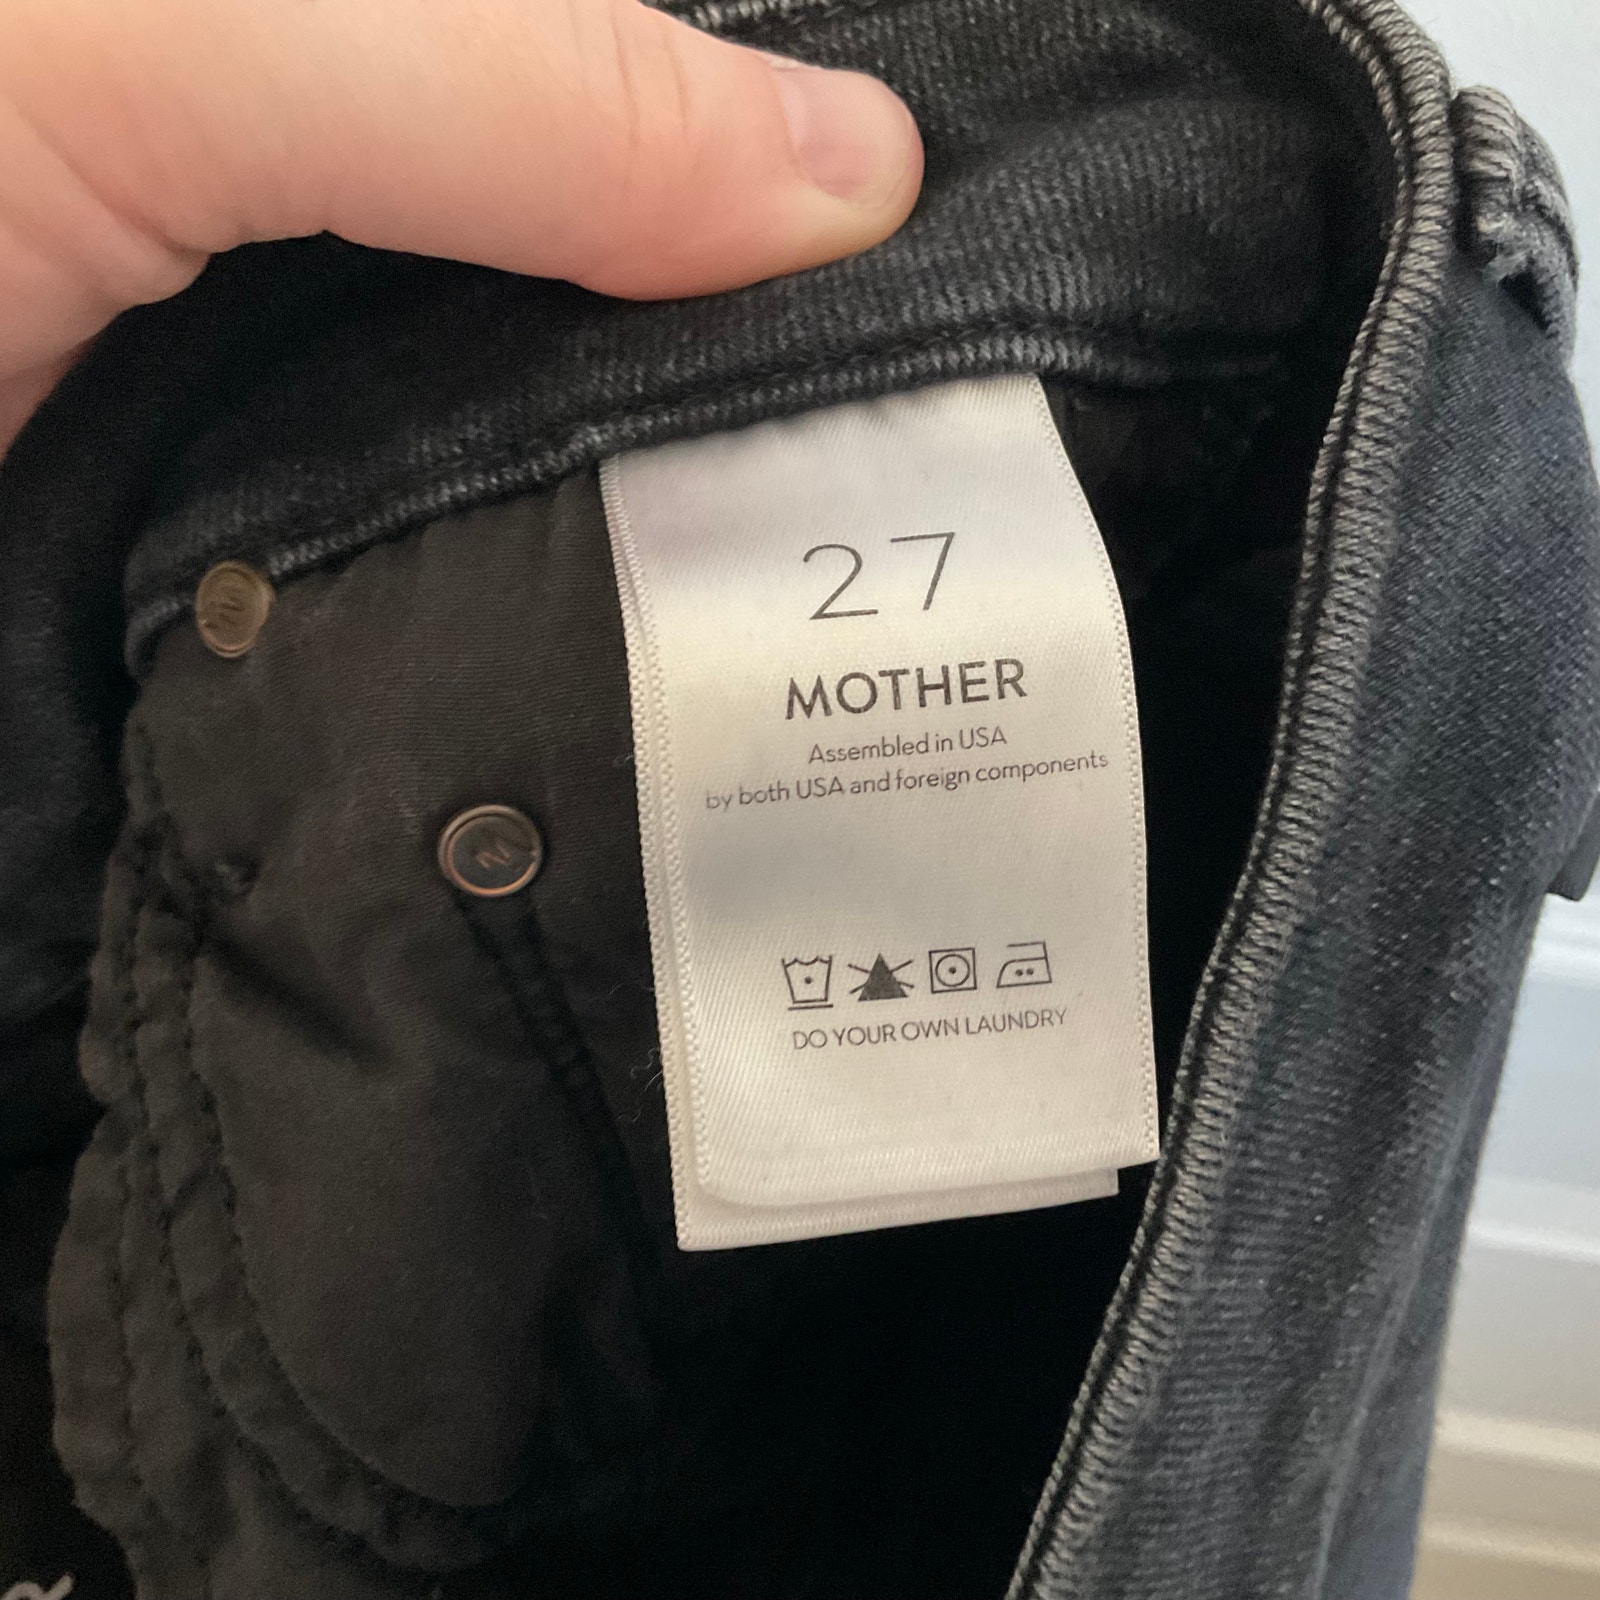 27
MOTHER
Assembled in USA
by both USA and foreign components
DO YOUR OWN LAUNDRY
M